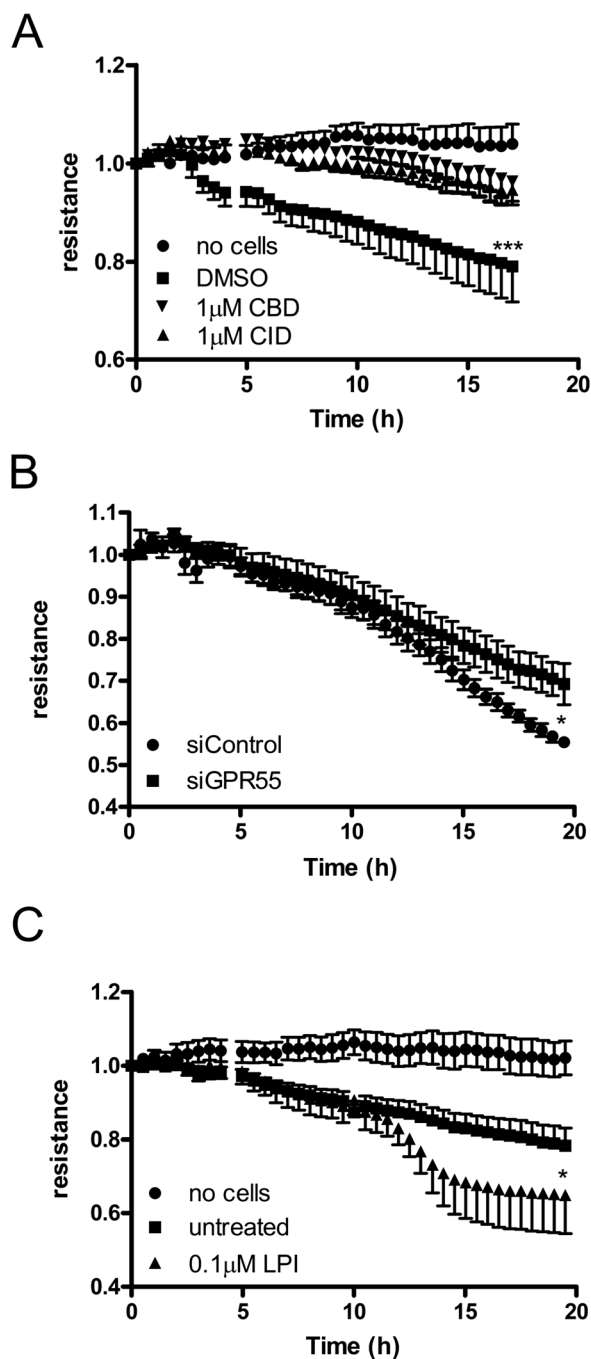 A
1.2
1.0
0.8
0.6
resistance
no cells
DMSO
1μM CBD
1μM CID
***
0 5 10 15 20
Time (h)
B
1.1
1.0
0.9
0.8
0.7
0.6
0.5
0.4
resistance
siControl
siGPR55
*
0 5 10 15 20
Time (h)
C
1.2
1.0
0.8
0.6
0.4
resistance
no cells
untreated
0.1μM LPI
*
0 5 10 15 20
Time (h)